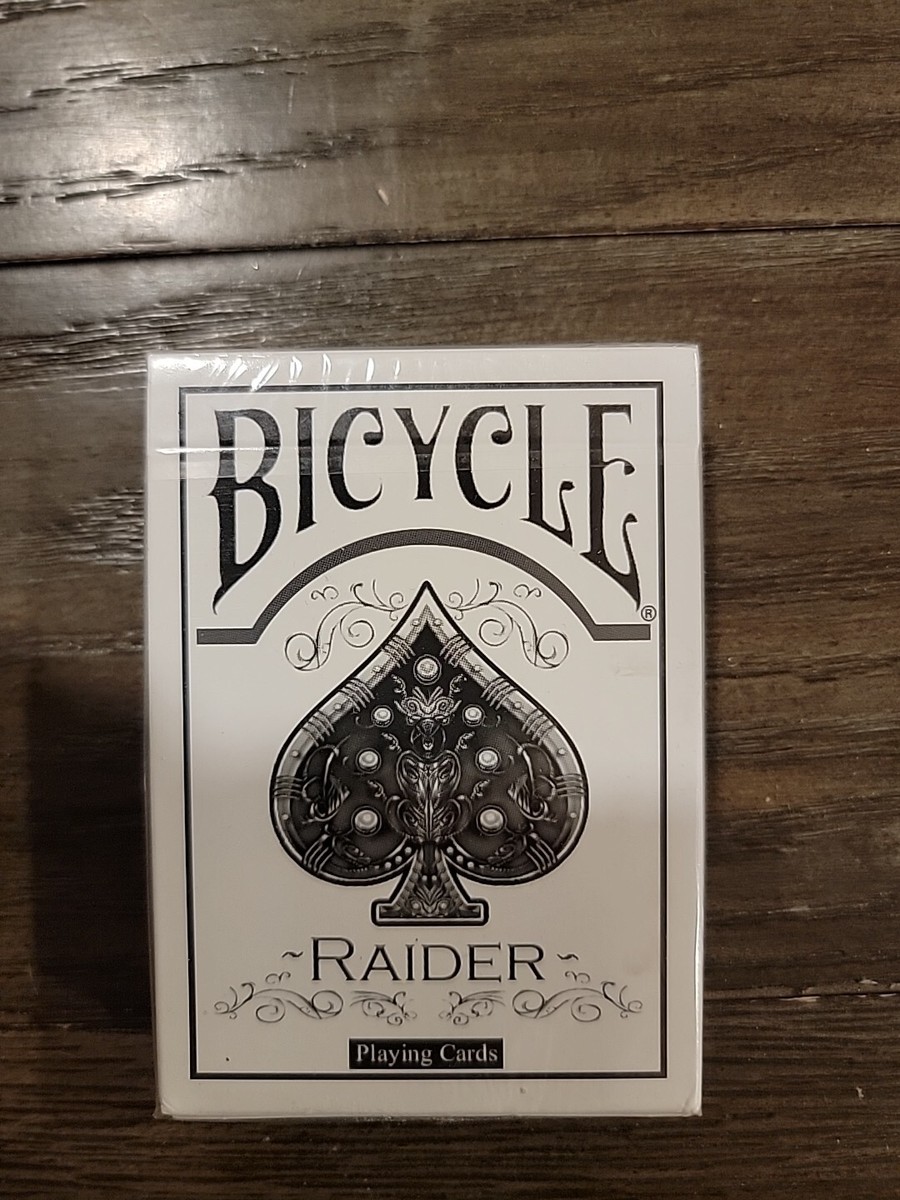 BICYCLE
®
~RAIDER~
Playing Cards